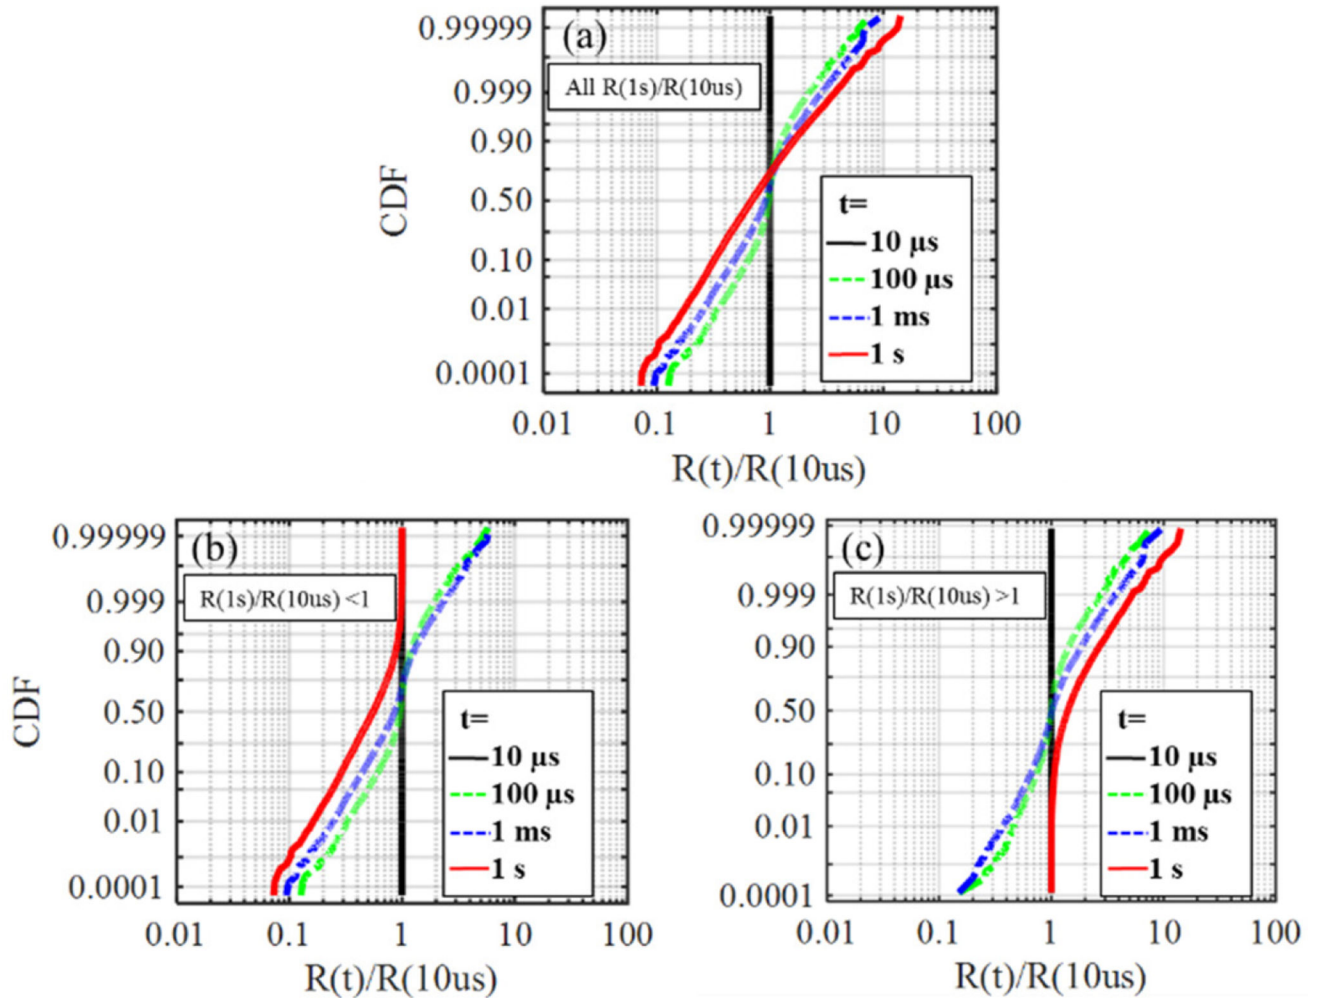 (a)
All R(1s)/R(10us)
CDF
0.99999
0.999
0.90
0.50
0.10
0.01
0.0001
t=
10 μs
100 μs
1 ms
1 s
0.01 0.1 1 10 100
R(t)/R(10us)
(b)
R(1s)/R(10us) <1
CDF
0.99999
0.999
0.90
0.50
0.10
0.01
0.0001
t=
10 μs
100 μs
1 ms
1 s
0.01 0.1 1 10 100
R(t)/R(10us)
(c)
R(1s)/R(10us) >1
0.99999
0.999
0.90
0.50
0.10
0.01
0.0001
t=
10 μs
100 μs
1 ms
1 s
0.01 0.1 1 10 100
R(t)/R(10us)